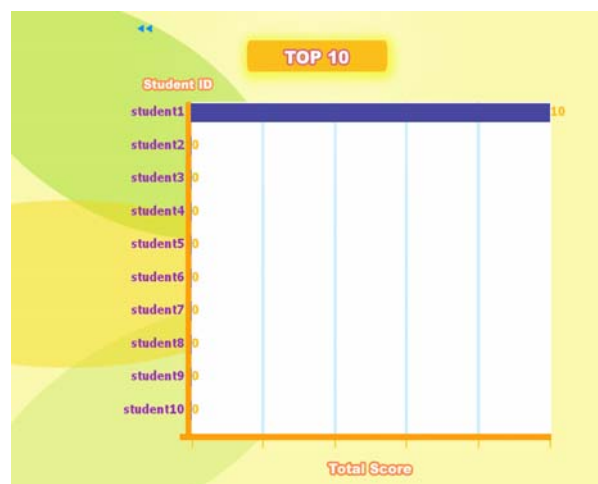 TOP 10
Student ID
student1 10
student2 0
student3 0
student4 0
student5 0
student6 0
student7 0
student8 0
student9 0
student10 0
Total Score